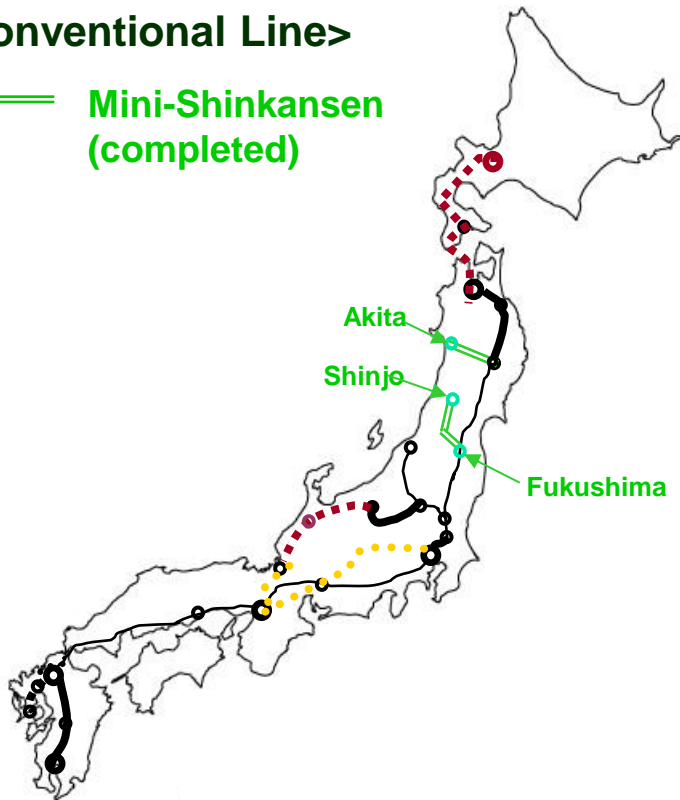 onventional Line>
Mini-Shinkansen
(completed)
Akita
Shinjo
Fukushima